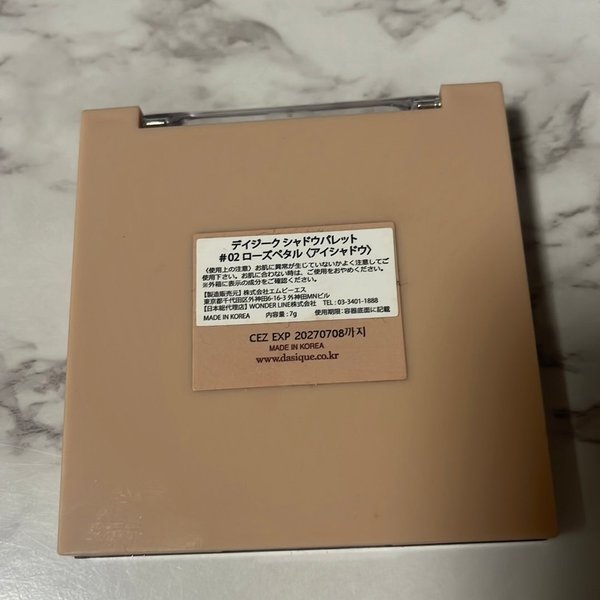 デイジーク シャドウパレット
#02 ローズペタル〈アイシャドウ〉
〈使用上の注意〉お肌に異常が生じていないかよく注意してご
使用下さい。お肌に合わない時は、ご使用をおやめください。
※外箱に表示の成分をご確認ください。
【製造販売元】株式会社エムビーエス
東京都千代田区外神田6-16-3 外神田MNビル
【日本総代理店】WONDER LINE株式会社 TEL : 03-3401-1888
MADE IN KOREA 内容量:7g 使用期限:容器底面に記載
CEZ EXP 20270708까지
MADE IN KOREA
www.dasique.co.kr